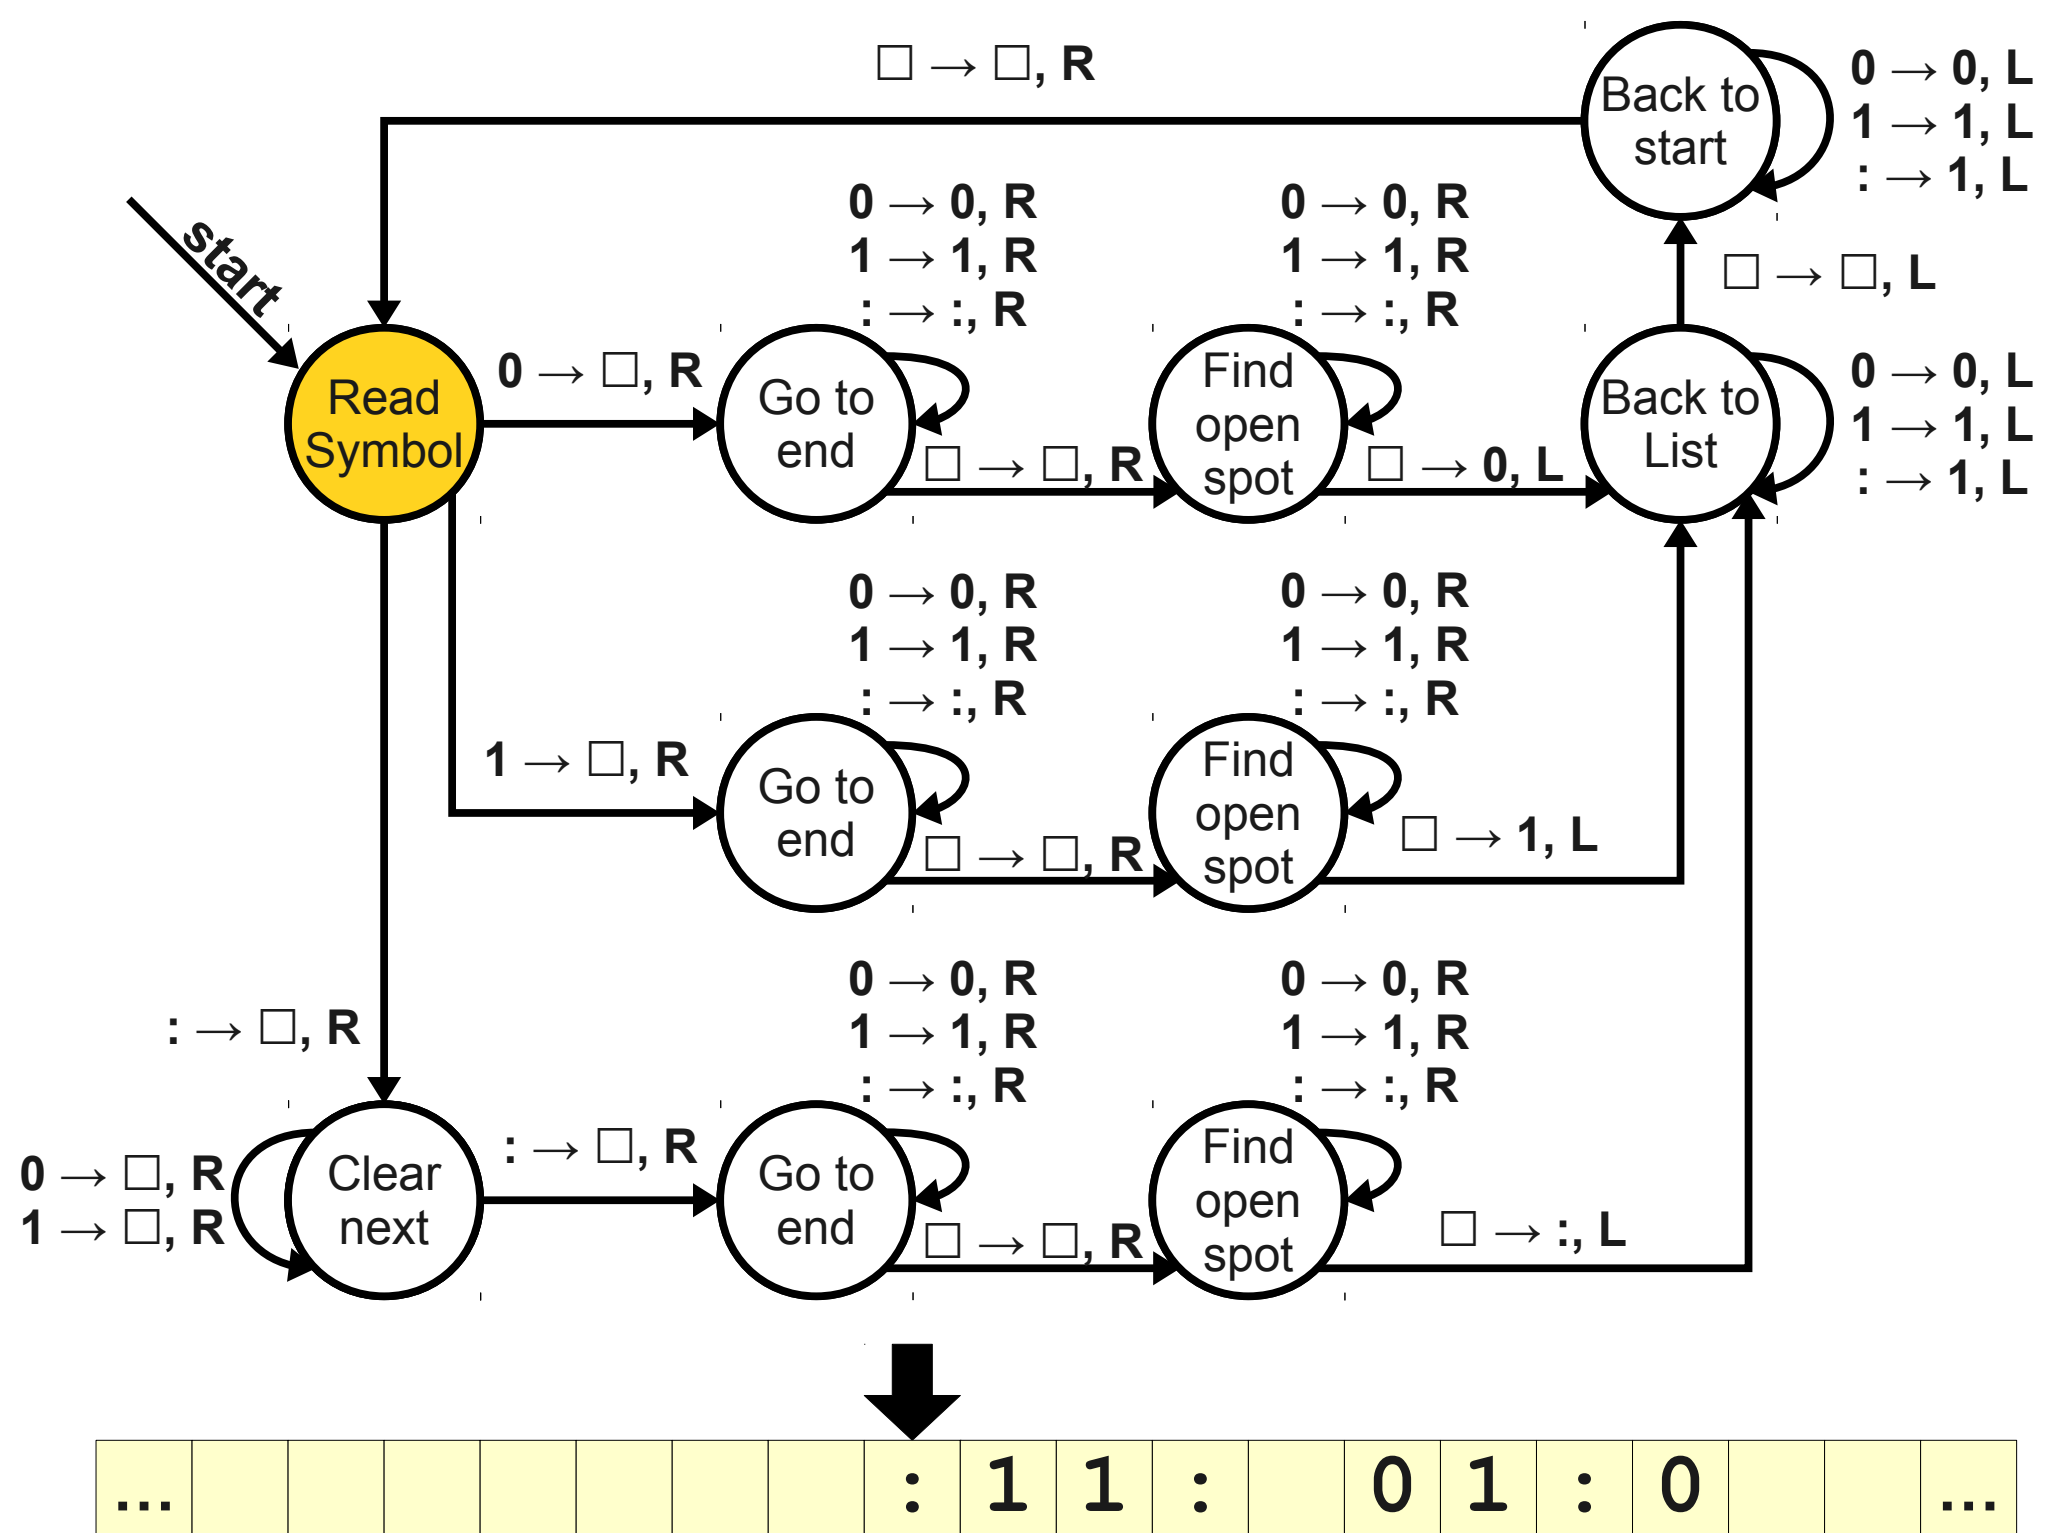 □ → □, R
Back to
start
0 → 0, L
1 → 1, L
: → 1, L
start
0 → 0, R
1 → 1, R
: → :, R
0 → 0, R
1 → 1, R
: → :, R
□ → □, L
Read
Symbol
0 → □, R
Go to
end
□ → □, R
Find
open
spot
□ → 0, L
Back to
List
0 → 0, L
1 → 1, L
: → 1, L
0 → 0, R
1 → 1, R
: → :, R
0 → 0, R
1 → 1, R
: → :, R
1 → □, R
Go to
end
□ → □, R
Find
open
spot
□ → 1, L
0 → 0, R
1 → 1, R
: → :, R
0 → 0, R
1 → 1, R
: → :, R
: → □, R
0 → □, R
1 → □, R
Clear
next
: → □, R
Go to
end
□ → □, R
Find
open
spot
□ → :, L
... : 1 1 : 0 1 : 0 ...